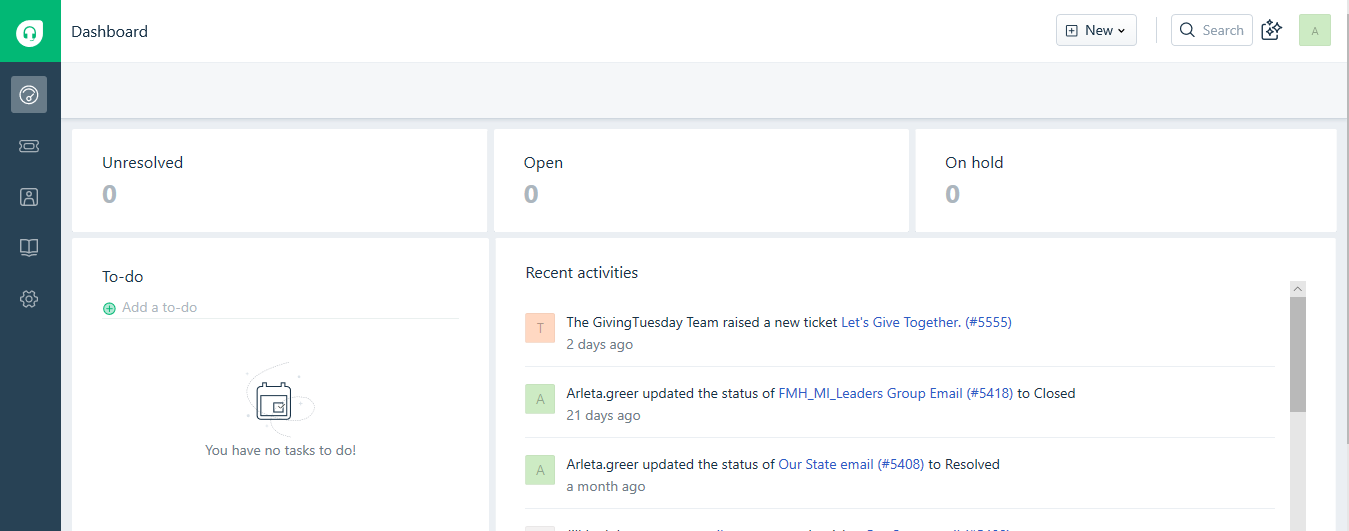 Dashboard
New
Search
A
Unresolved
0
Open
0
On hold
0
To-do
Add a to-do
You have no tasks to do!
Recent activities
T
The GivingTuesday Team raised a new ticket Let's Give Together. (#5555)
2 days ago
A
Arleta.greer updated the status of FMH_MI_Leaders Group Email (#5418) to Closed
21 days ago
A
Arleta.greer updated the status of Our State email (#5408) to Resolved
a month ago